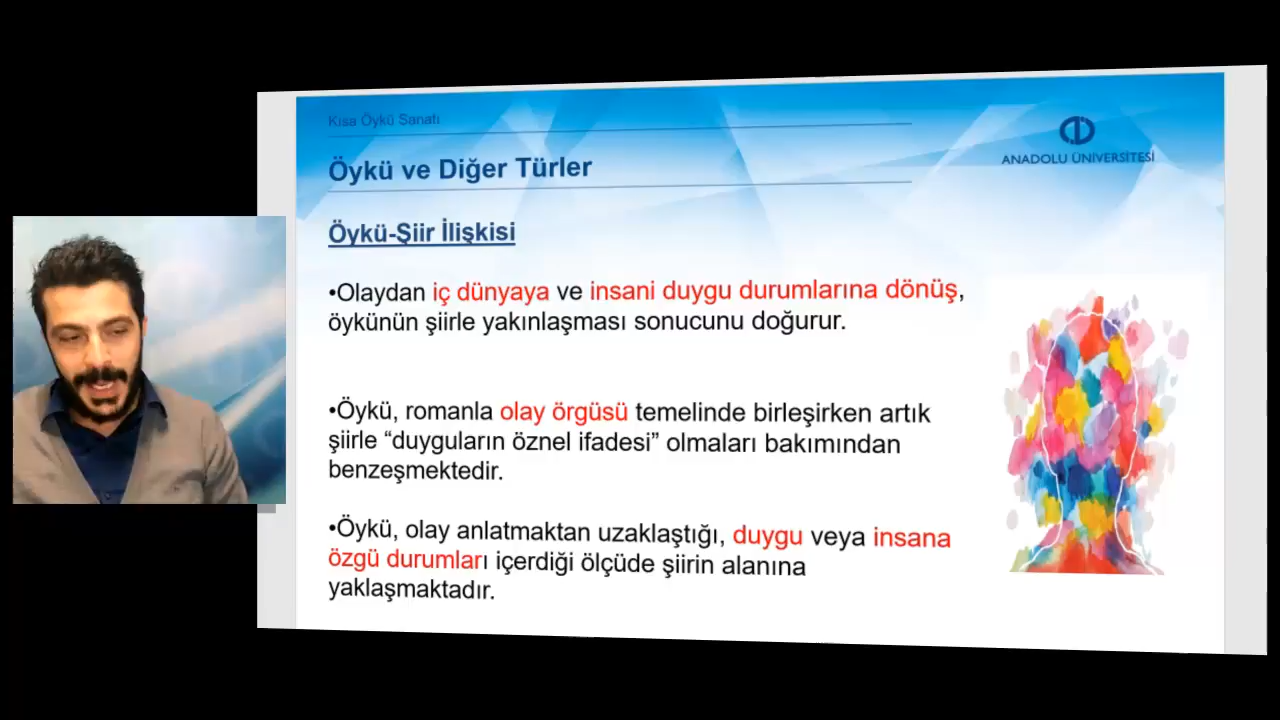 Kısa Öykü Sanatı
Öykü ve Diğer Türler
ANADOLU ÜNİVERSİTESİ
Öykü-Şiir İlişkisi
•Olaydan iç dünyaya ve insani duygu durumlarına dönüş,
öykünün şiirle yakınlaşması sonucunu doğurur.
•Öykü, romanla olay örgüsü temelinde birleşirken artık
şiirle “duyguların öznel ifadesi” olmaları bakımından
benzeşmektedir.
•Öykü, olay anlatmaktan uzaklaştığı, duygu veya insana
özgü durumları içerdiği ölçüde şiirin alanına
yaklaşmaktadır.